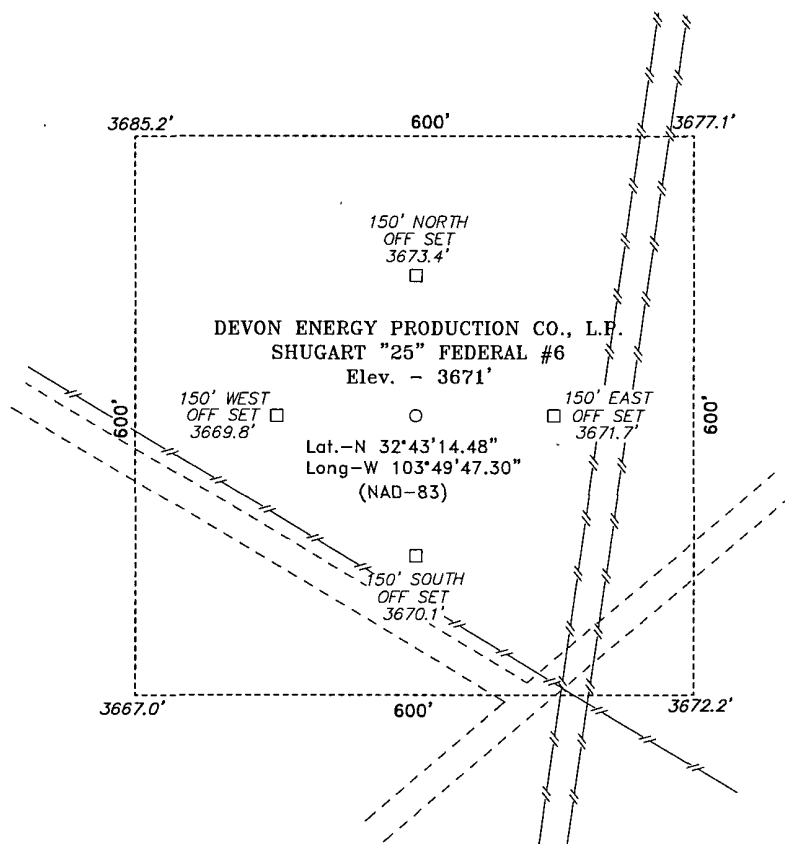 3685.2'
600'
3677.1'
150' NORTH
OFF SET
3673.4'
DEVON ENERGY PRODUCTION CO., L.P.
SHUGART "25" FEDERAL #6
Elev. - 3671'
600'
150' WEST
OFF SET
3669.8'
150' EAST
OFF SET
3671.7'
600'
Lat.-N 32°43'14.48"
Long-W 103°49'47.30"
(NAD-83)
150' SOUTH
OFF SET
3670.1'
3667.0'
600'
3672.2'